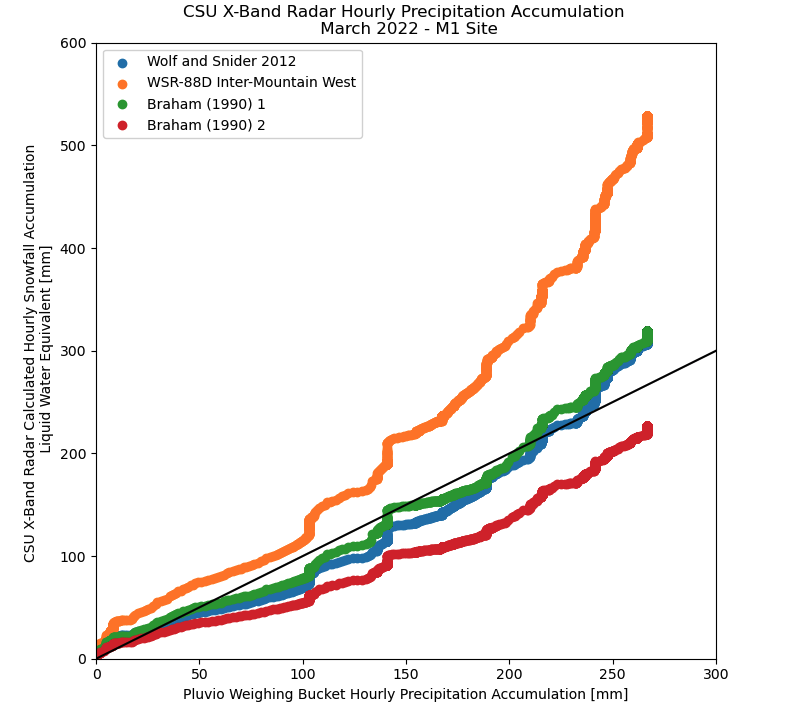 CSU X-Band Radar Hourly Precipitation Accumulation
March 2022 - M1 Site
Wolf and Snider 2012
WSR-88D Inter-Mountain West
Braham (1990) 1
Braham (1990) 2
CSU X-Band Radar Calculated Hourly Snowfall Accumulation
Liquid Water Equivalent [mm]
600
500
400
300
200
100
0
0 50 100 150 200 250 300
Pluvio Weighing Bucket Hourly Precipitation Accumulation [mm]